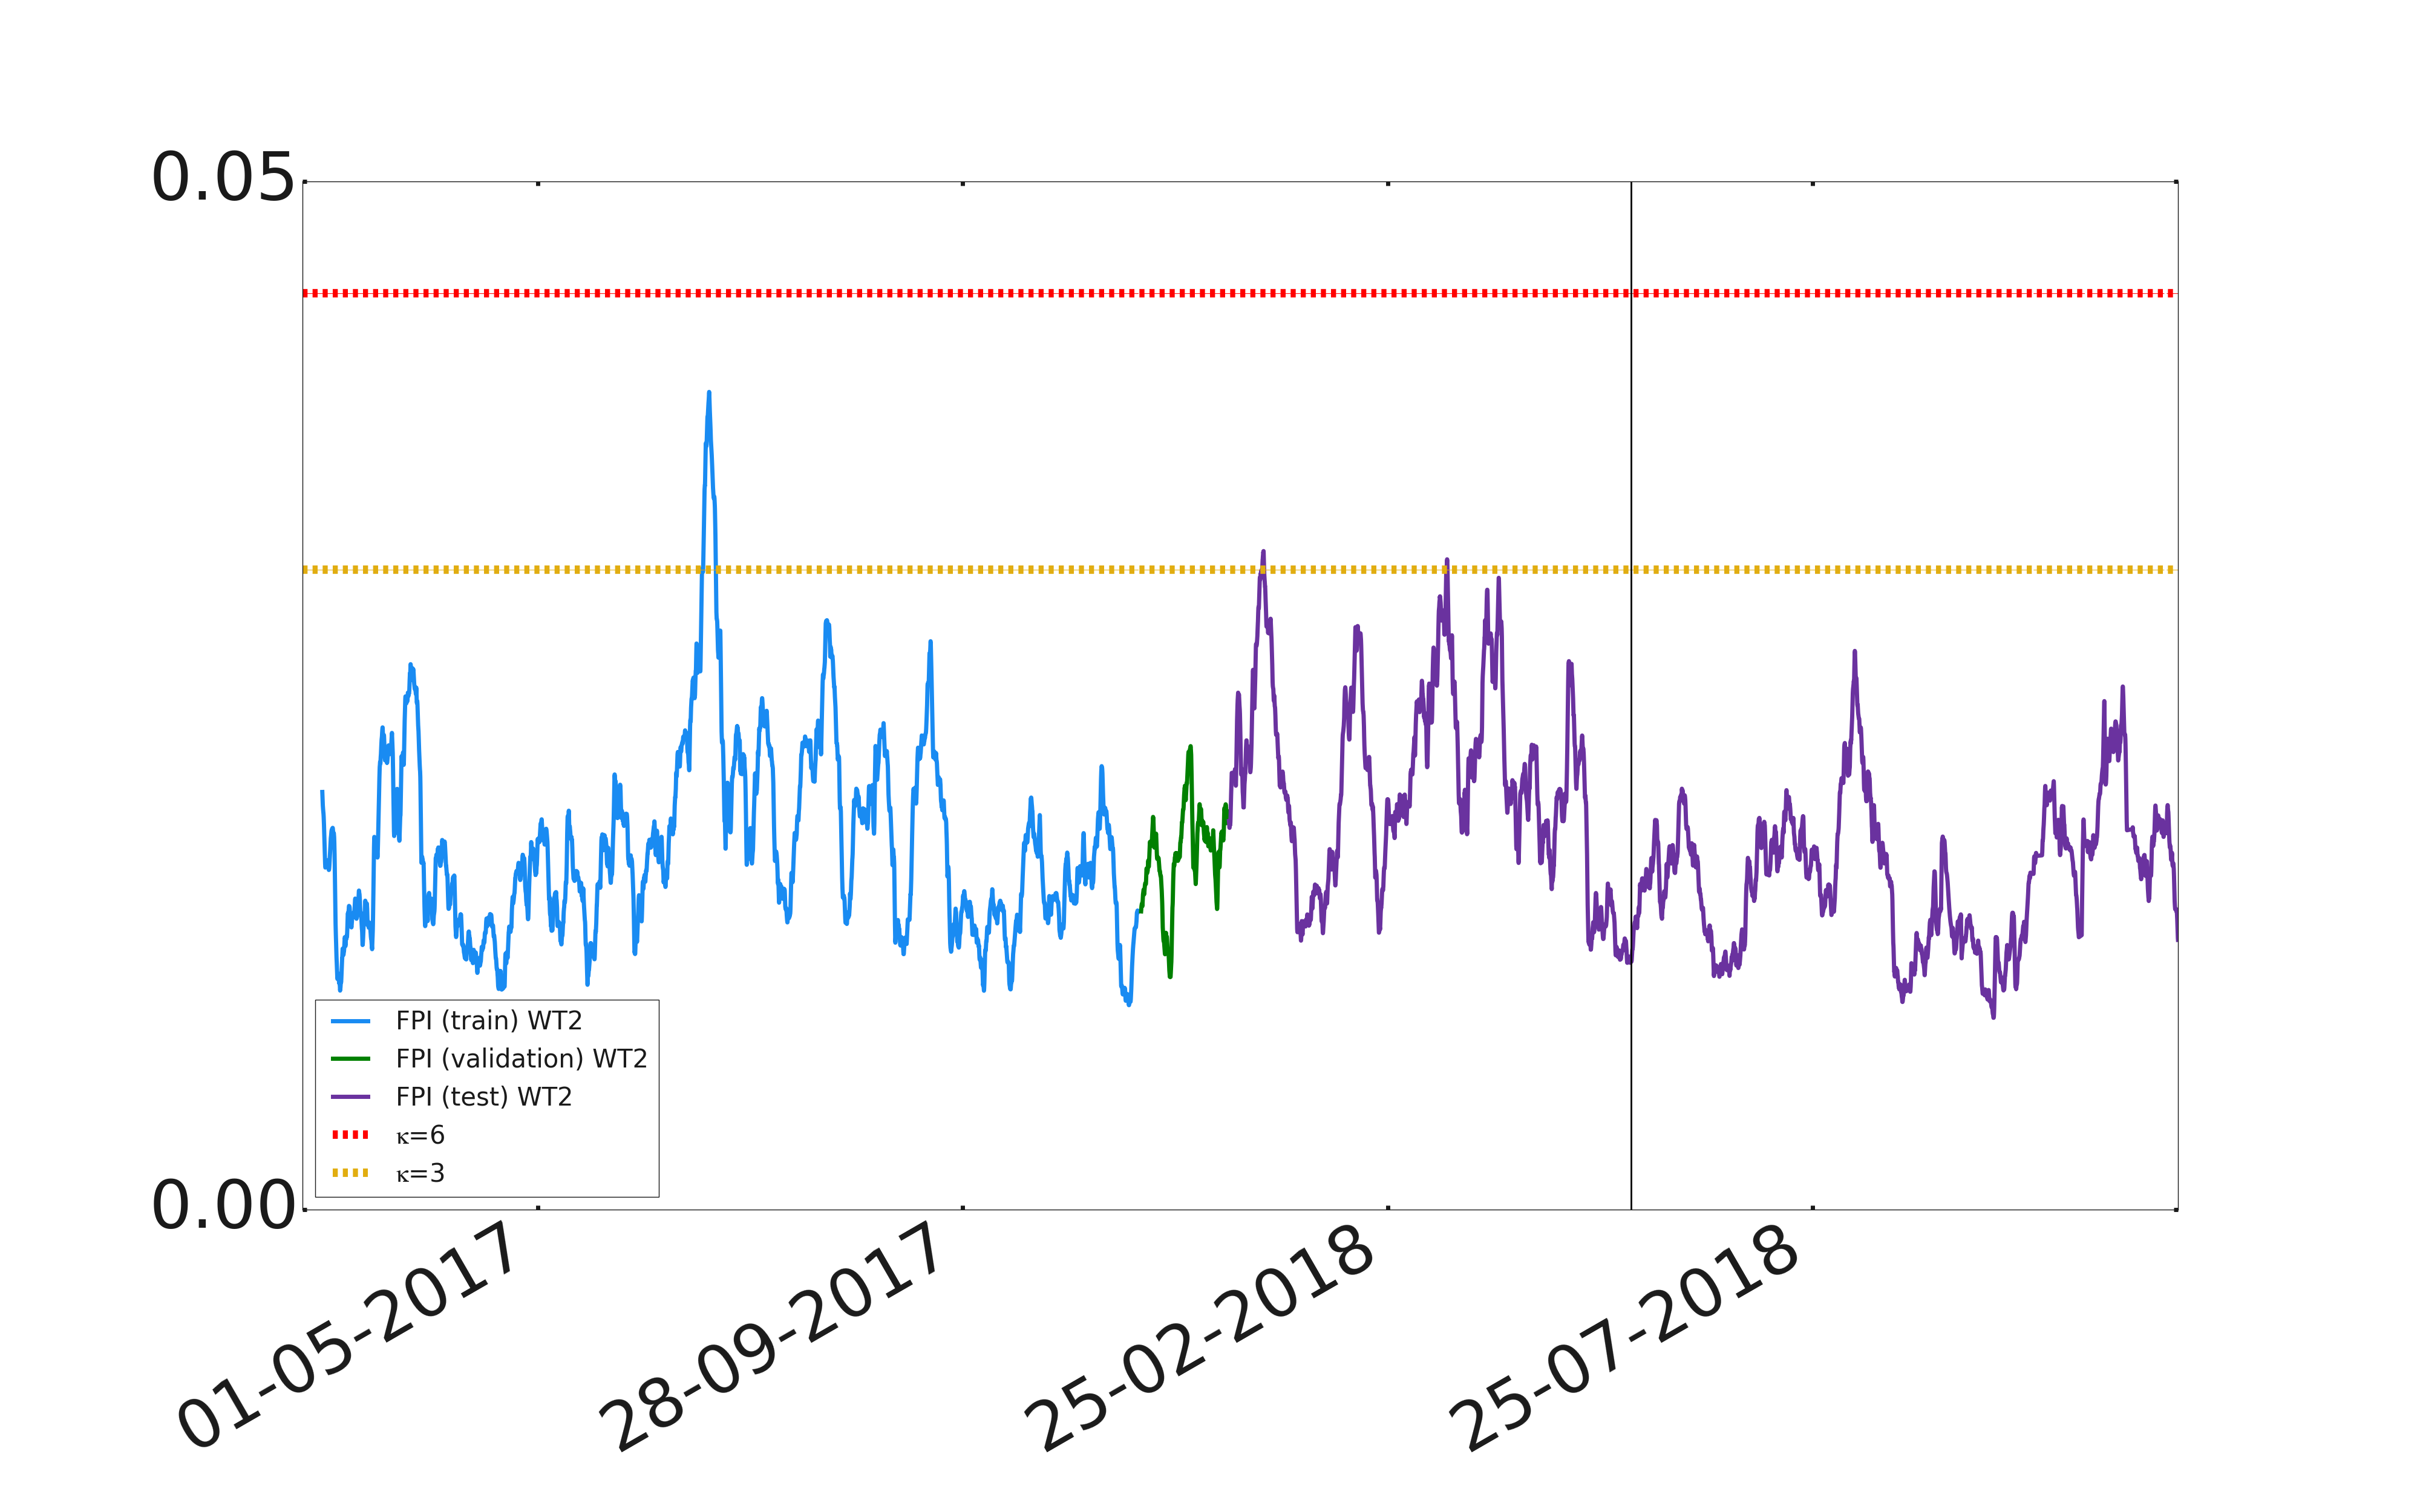 0.05
FPI (train) WT2
FPI (validation) WT2
FPI (test) WT2
κ=6
κ=3
0.00
01-05-2017
28-09-2017
25-02-2018
25-07-2018